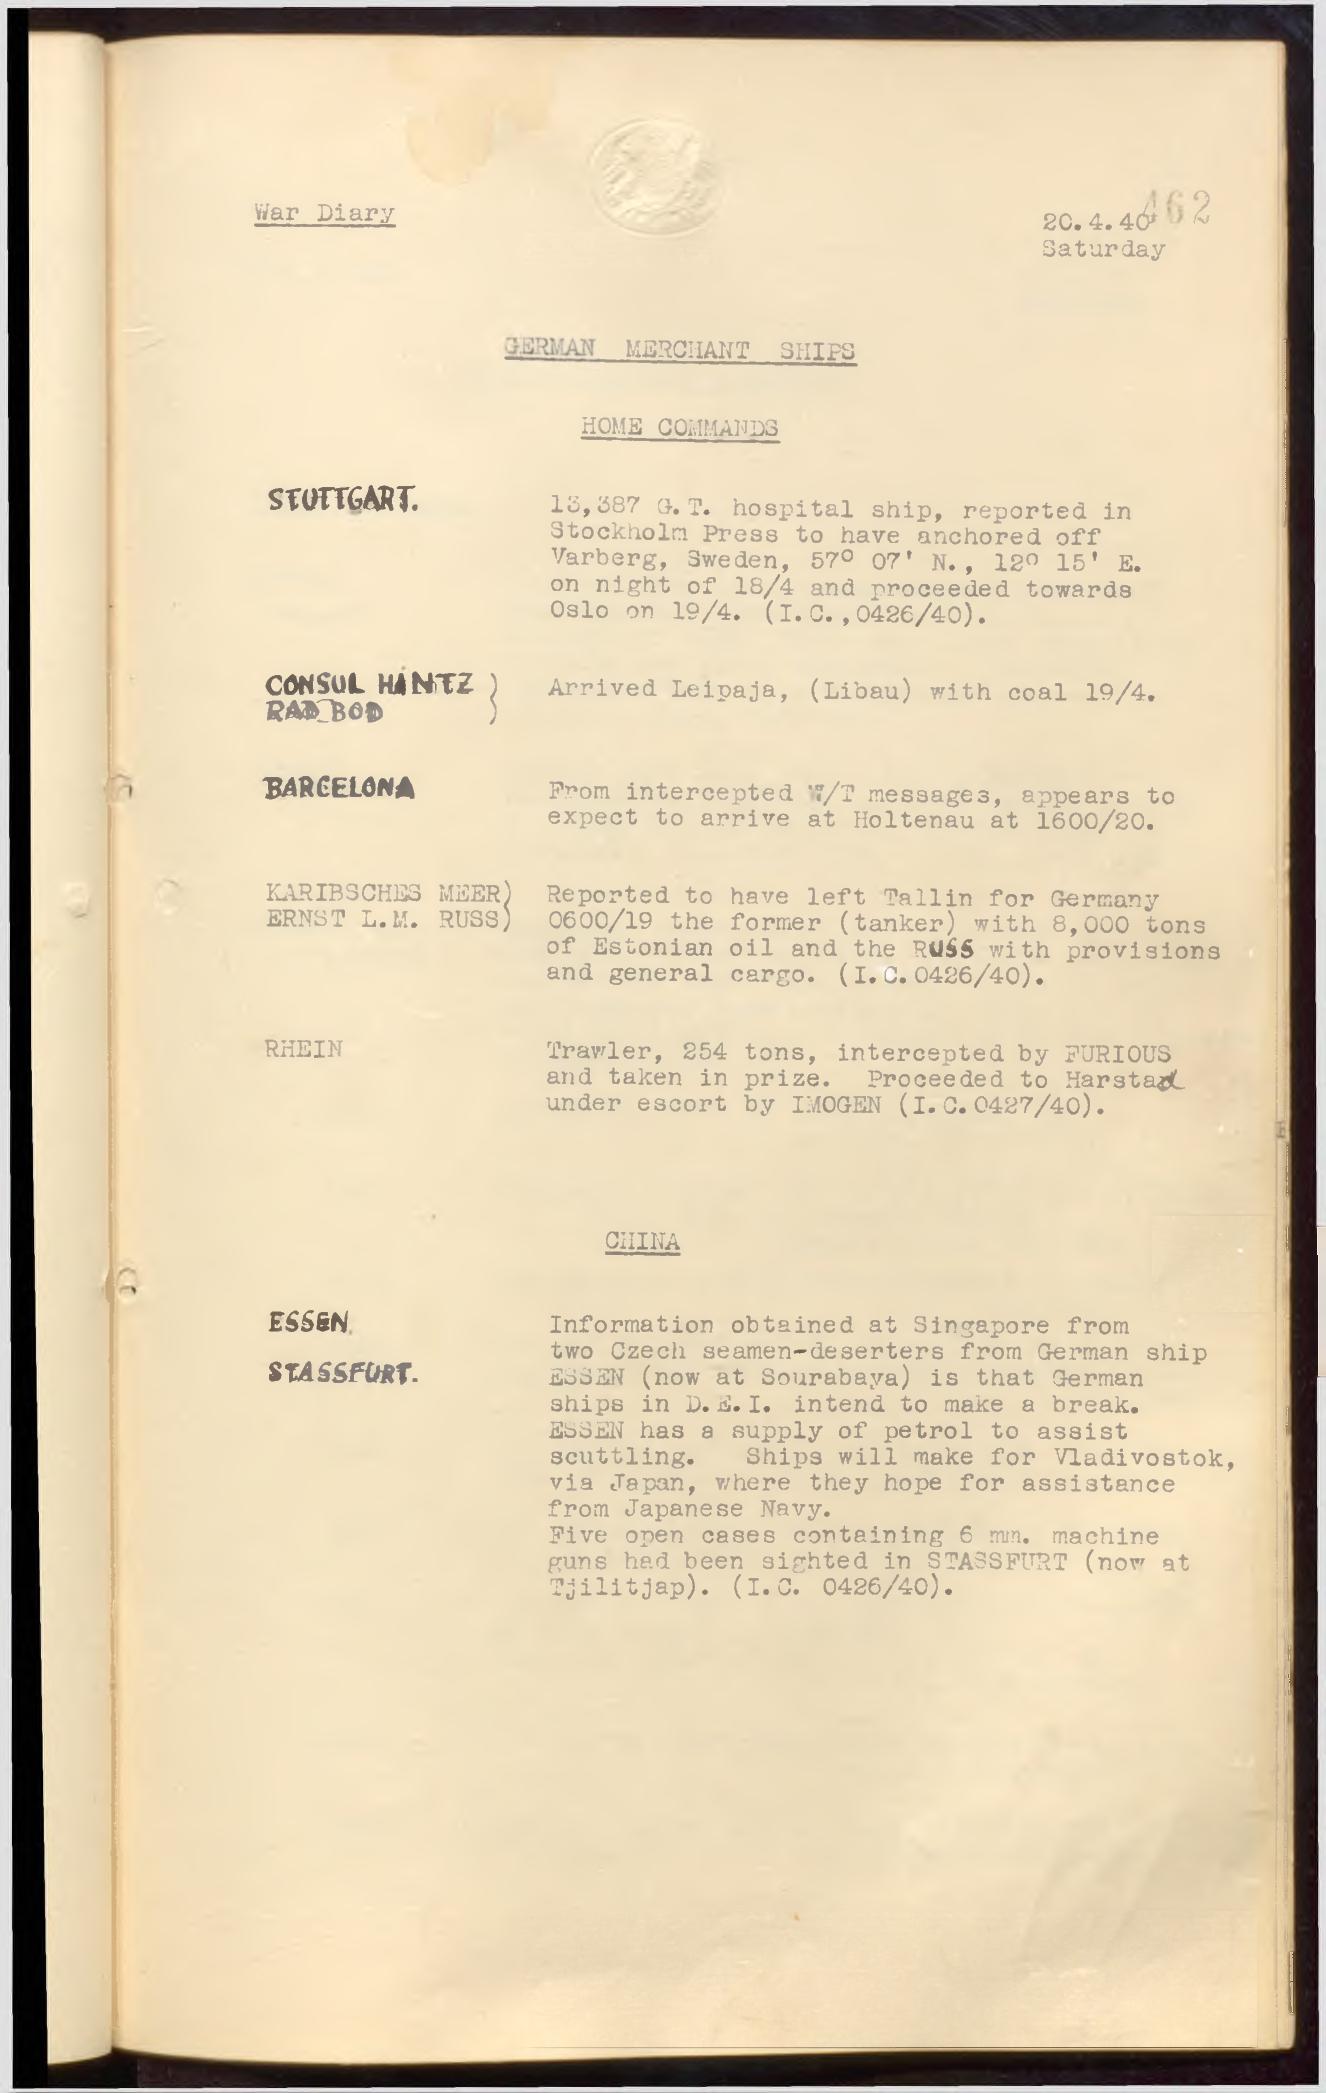 War Diary
462
20.4.40
Saturday
GERMAN MERCHANT SHIPS
HOME COMMANDS
STUTTGART.
13,387 G.T. hospital ship, reported in
Stockholm Press to have anchored off
Varberg, Sweden, 57° 07' N., 12° 15' E.
on night of 18/4 and proceeded towards
Oslo on 19/4. (I.C.,0426/40).
CONSUL HINTZ )
RADBOD )
Arrived Leipaja, (Libau) with coal 19/4.
BARCELONA
From intercepted W/T messages, appears to
expect to arrive at Holtenau at 1600/20.
KARIBSCHES MEER)
ERNST L.M. RUSS)
Reported to have left Tallin for Germany
0600/19 the former (tanker) with 8,000 tons
of Estonian oil and the RUSS with provisions
and general cargo. (I.C.0426/40).
RHEIN
Trawler, 254 tons, intercepted by FURIOUS
and taken in prize. Proceeded to Harstad
under escort by IMOGEN (I.C.0427/40).
CHINA
ESSEN.
STASSFURT.
Information obtained at Singapore from
two Czech seamen-deserters from German ship
ESSEN (now at Sourabaya) is that German
ships in D.E.I. intend to make a break.
ESSEN has a supply of petrol to assist
scuttling. Ships will make for Vladivostok,
via Japan, where they hope for assistance
from Japanese Navy.
Five open cases containing 6 mm. machine
guns had been sighted in STASSFURT (now at
Tjilitjap). (I.C. 0426/40).